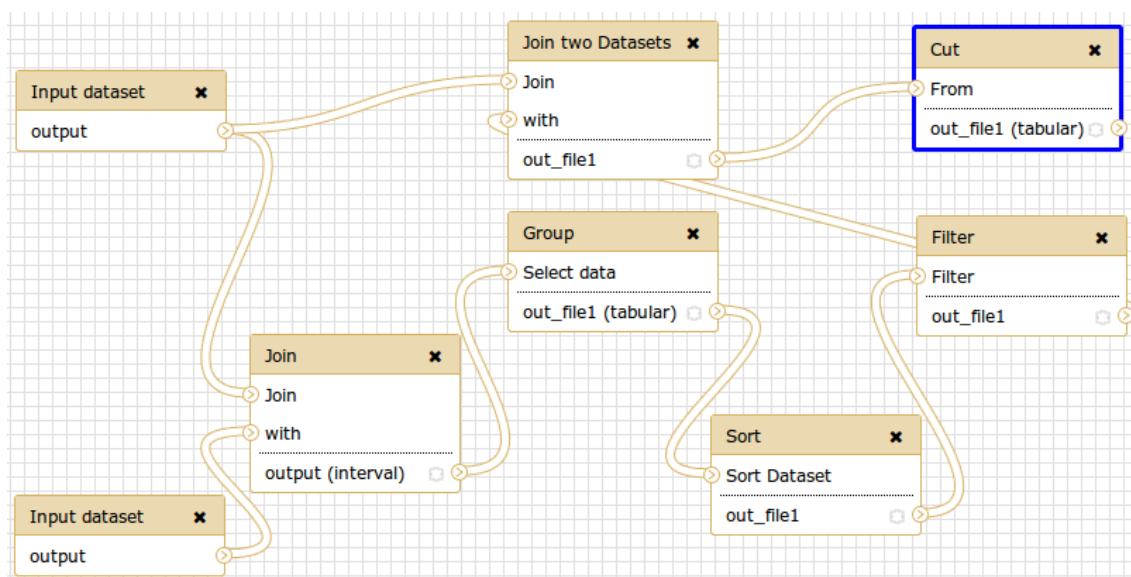 Input dataset
output
Join two Datasets
Join
with
out_file1
Cut
From
out_file1 (tabular)
Group
Select data
out_file1 (tabular)
Filter
Filter
out_file1
Join
Join
with
output (interval)
Sort
Sort Dataset
out_file1
Input dataset
output